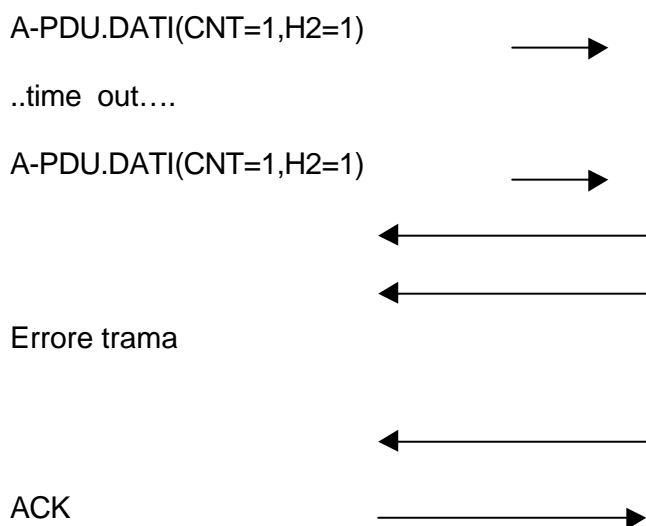 A-PDU.DATI(CNT=1,H2=1)
..time out….
A-PDU.DATI(CNT=1,H2=1)
Errore trama
ACK